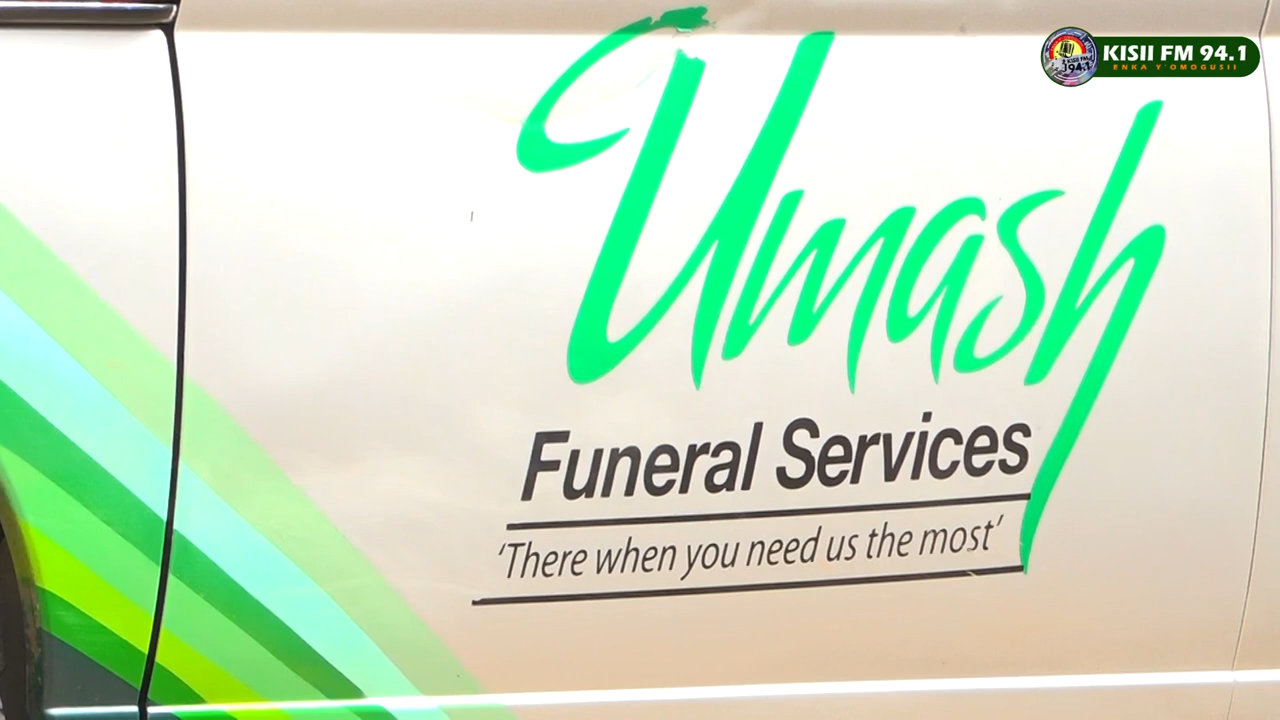 KISII FM 94.1
ENKA Y'OMOGUSII
Umash
Funeral Services
'There when you need us the most'